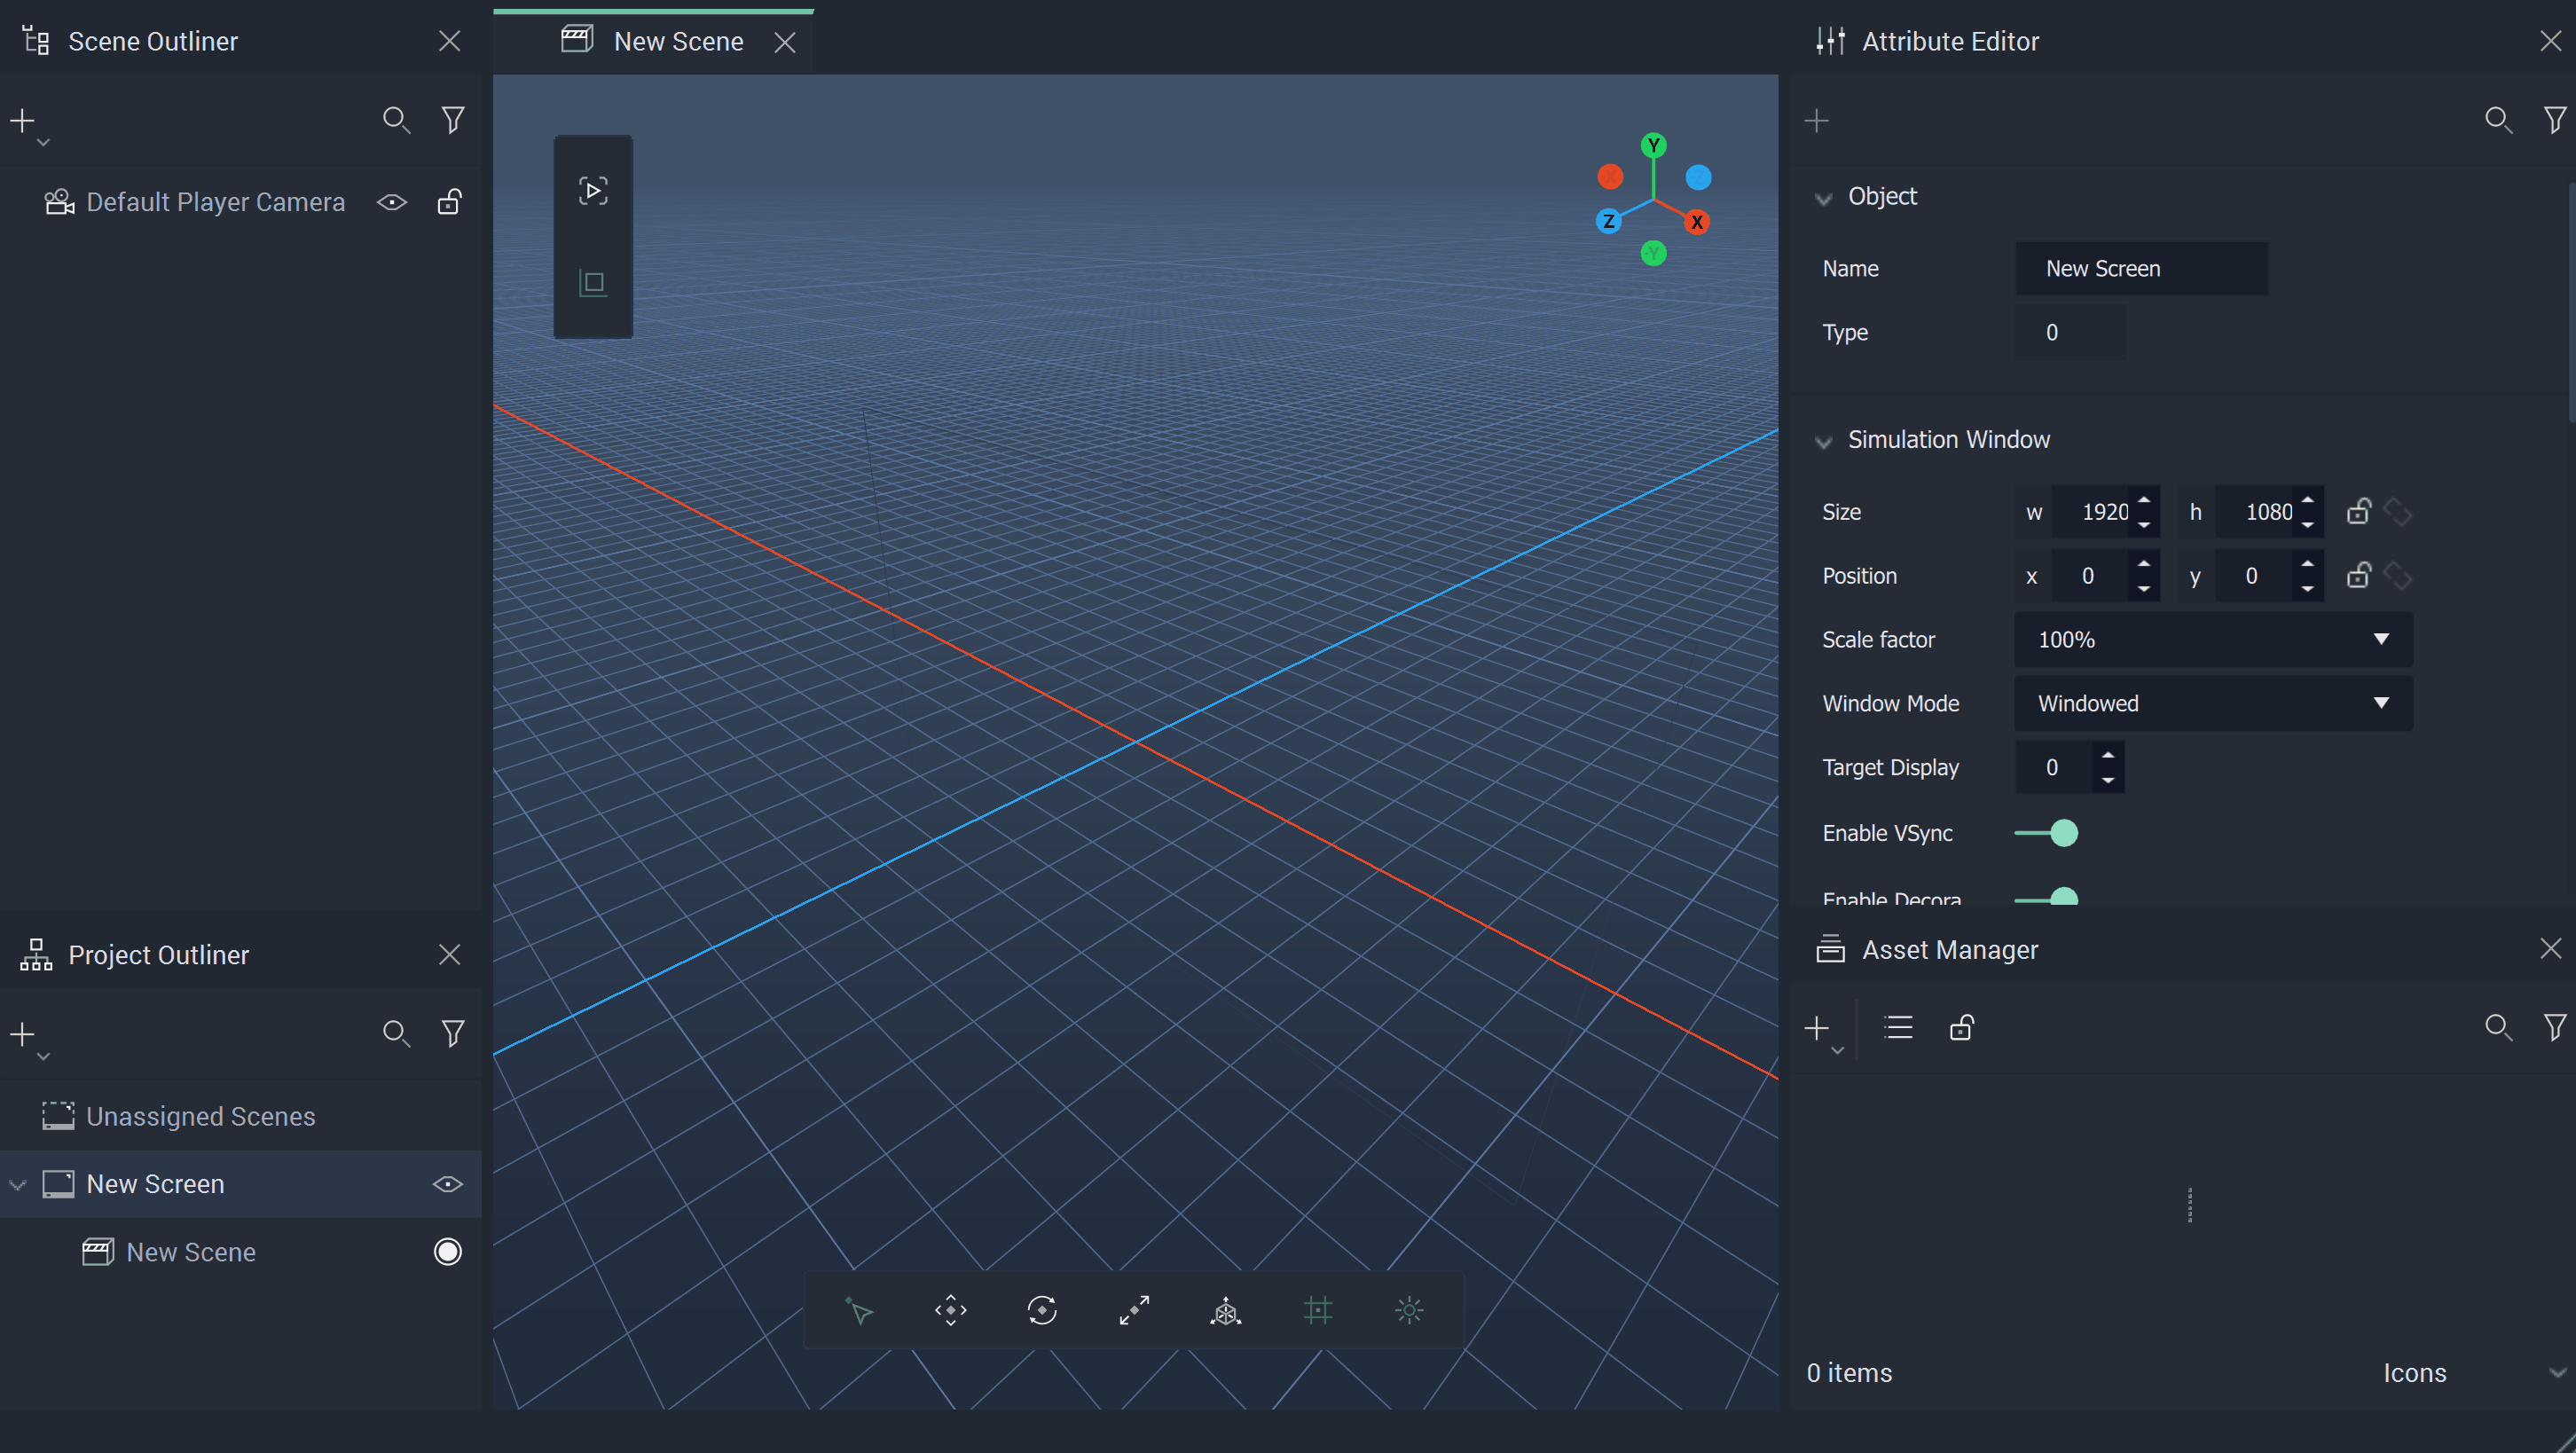 Scene Outliner
Default Player Camera
Project Outliner
Unassigned Scenes
New Screen
New Scene
New Scene
Y
Z
X
Attribute Editor
Object
Name New Screen
Type 0
Simulation Window
Size w 1920 h 1080
Position x 0 y 0
Scale factor 100%
Window Mode Windowed
Target Display 0
Enable VSync
Enable Decora
Asset Manager
0 items Icons